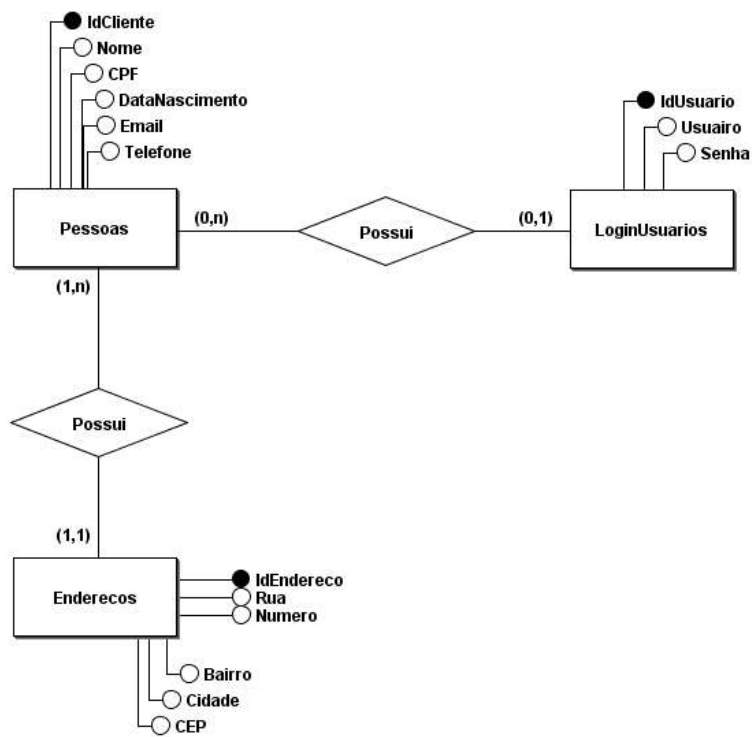 IdCliente
Nome
CPF
DataNascimento
Email
Telefone
IdUsuario
Usuairo
Senha
Pessoas
(0,n)
Possui
(0,1)
LoginUsuarios
(1,n)
Possui
(1,1)
Enderecos
IdEndereco
Rua
Numero
Bairro
Cidade
CEP